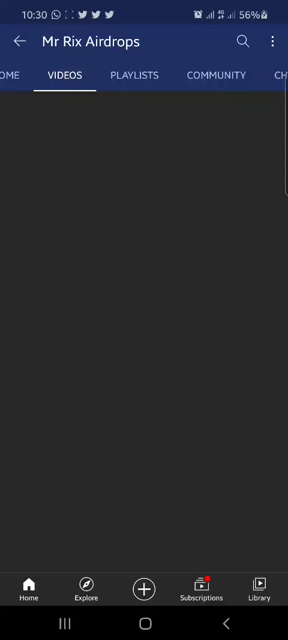 10:30 56%
Mr Rix Airdrops
OME VIDEOS PLAYLISTS COMMUNITY CH
Home Explore Subscriptions Library